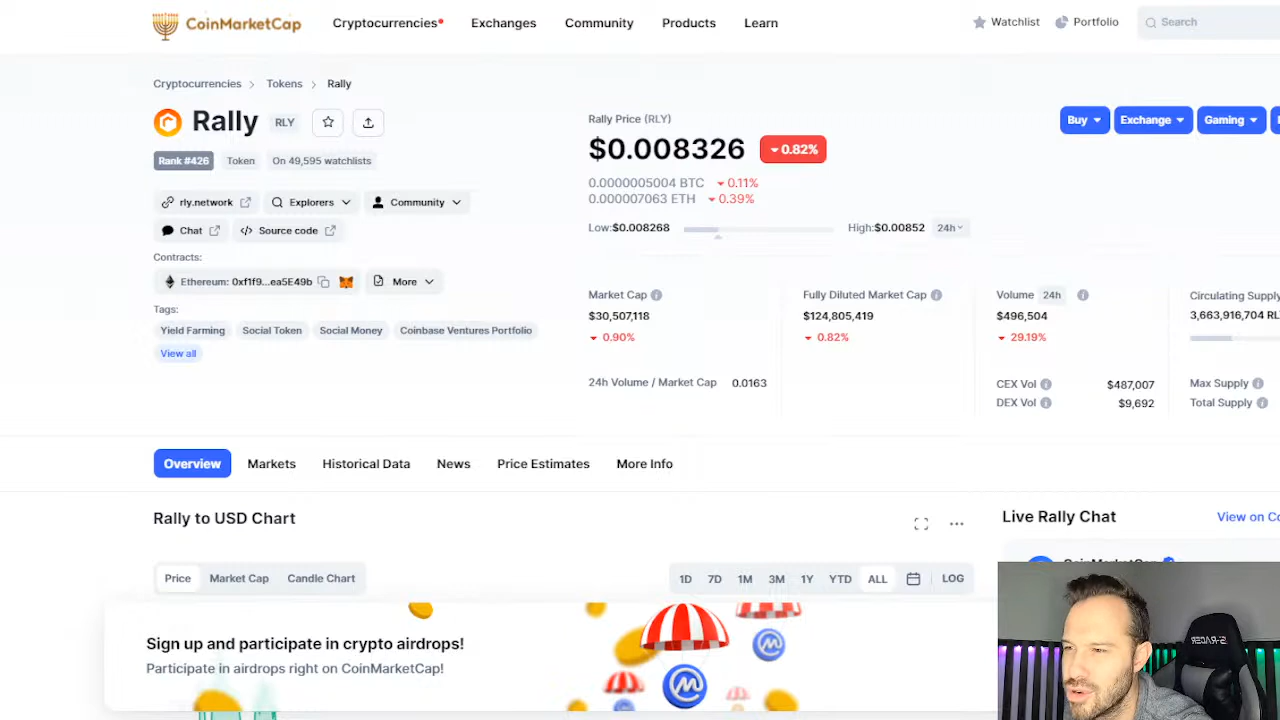 CoinMarketCap
Cryptocurrencies Exchanges Community Products Learn
Watchlist Portfolio Search
Cryptocurrencies Tokens Rally
Rally RLY
Rank #426 Token On 49,595 watchlists
rly.network Explorers Community
Chat Source code
Contracts:
Ethereum: 0xf1f9...ea5E49b More
Tags:
Yield Farming Social Token Social Money Coinbase Ventures Portfolio
View all
Rally Price (RLY)
$0.008326 0.82%
0.0000005004 BTC 0.11%
0.000007063 ETH 0.39%
Low:$0.008268 High:$0.00852 24h
Buy Exchange Gaming
Market Cap
$30,507,118
0.90%
24h Volume / Market Cap 0.0163
Fully Diluted Market Cap
$124,805,419
0.82%
Volume 24h
$496,504
29.19%
CEX Vol $487,007
DEX Vol $9,692
Circulating Supply
3,663,916,704 RL
Max Supply
Total Supply
Overview Markets Historical Data News Price Estimates More Info
Rally to USD Chart
Price Market Cap Candle Chart
1D 7D 1M 3M 1Y YTD ALL LOG
Live Rally Chat View on Co
Sign up and participate in crypto airdrops!
Participate in airdrops right on CoinMarketCap!